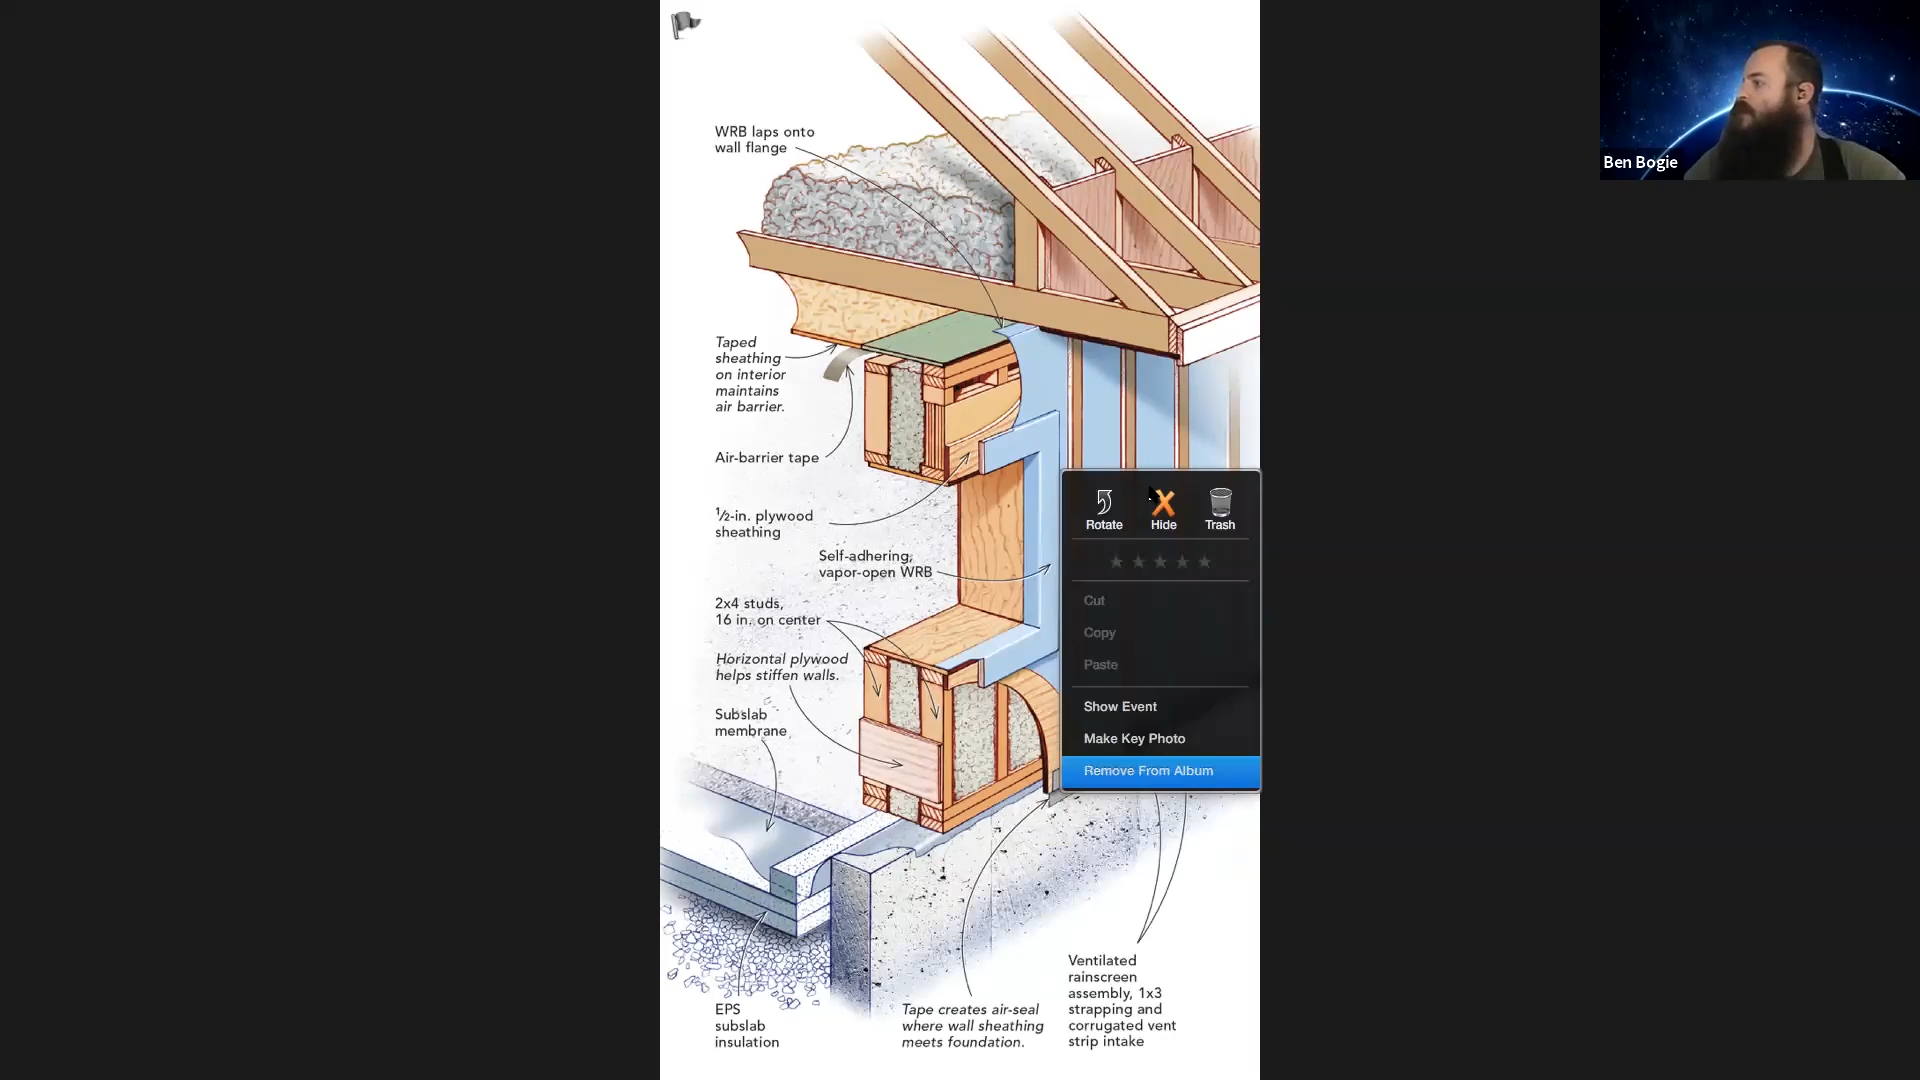 Ben Bogie
WRB laps onto
wall flange
Taped
sheathing
on interior
maintains
air barrier.
Air-barrier tape
½-in. plywood
sheathing
Self-adhering,
vapor-open WRB
2x4 studs,
16 in. on center
Horizontal plywood
helps stiffen walls.
Subslab
membrane
EPS
subslab
insulation
Tape creates air-seal
where wall sheathing
meets foundation.
Ventilated
rainscreen
assembly, 1x3
strapping and
corrugated vent
strip intake
Rotate Hide Trash
Cut
Copy
Paste
Show Event
Make Key Photo
Remove From Album